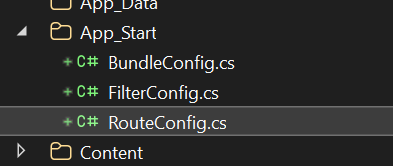 App_Data
App_Start
+ C# BundleConfig.cs
+ C# FilterConfig.cs
+ C# RouteConfig.cs
Content